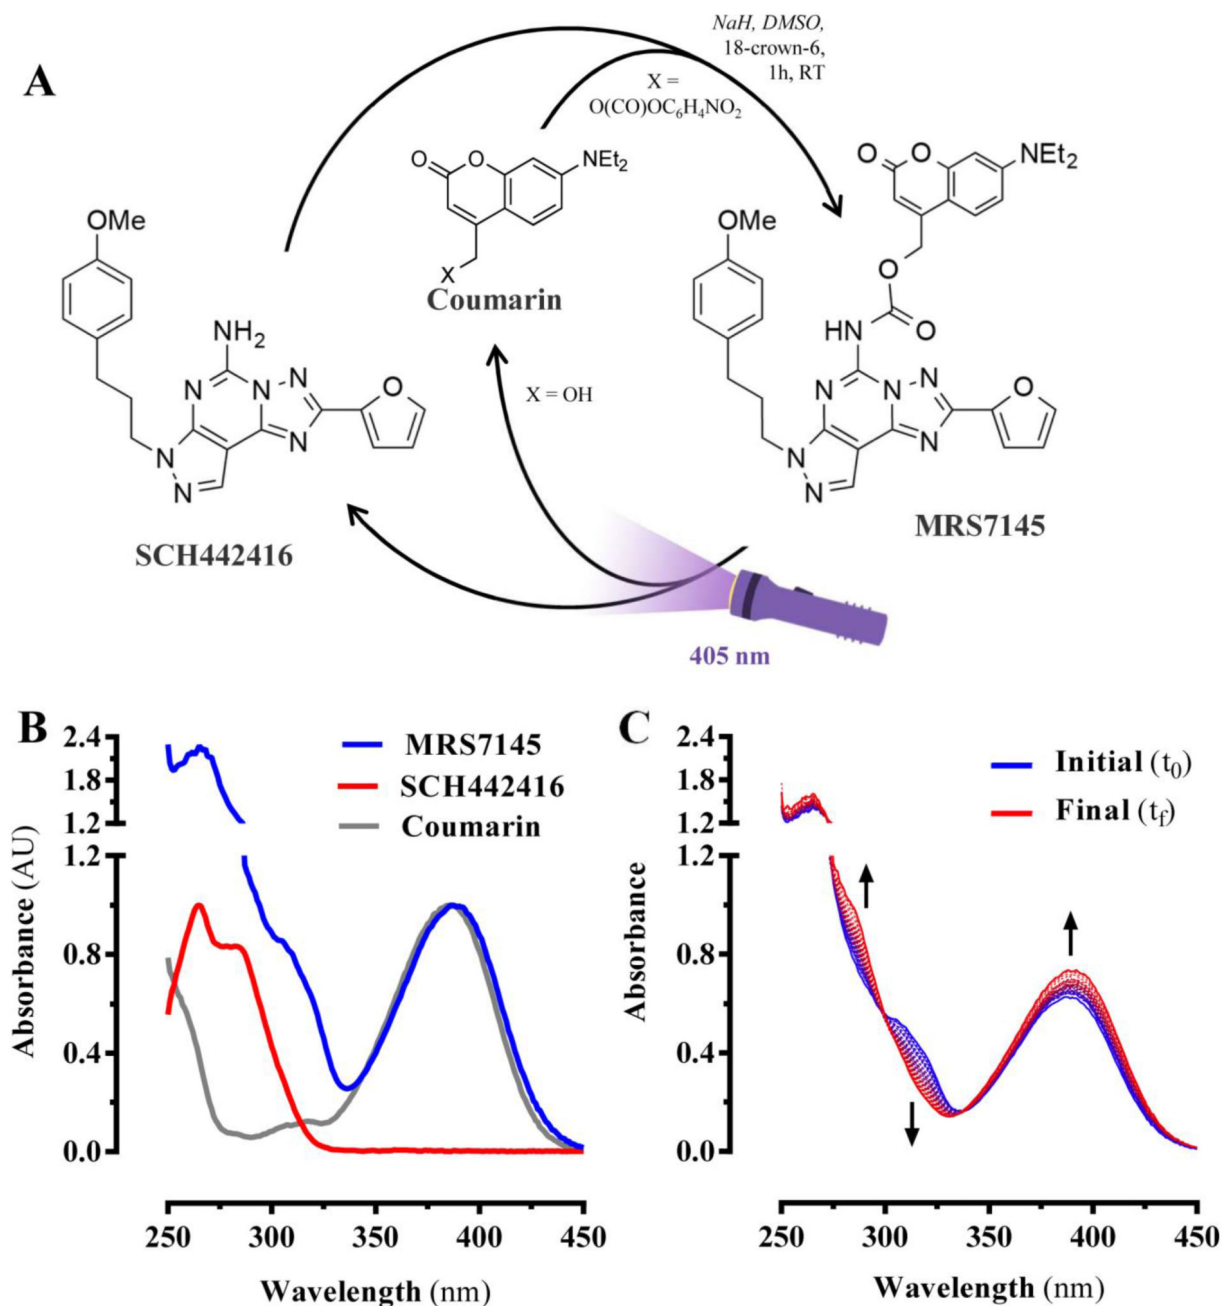 A
NaH, DMSO,
18-crown-6,
1h, RT
X =
O(CO)OC₆H₄NO₂
O
O
NEt₂
X
Coumarin
OMe
NH₂
N
N
N
N
N
N
N
O
SCH442416
X = OH
O
O
NEt₂
OMe
O
HN
O
N
N
N
N
N
N
O
MRS7145
405 nm
B
MRS7145
SCH442416
Coumarin
2.4
1.8
1.2
1.2
0.8
0.4
0.0
Absorbance (AU)
250
300
350
400
450
Wavelength (nm)
C
Initial (t₀)
Final (t_f)
2.4
1.8
1.2
1.2
0.8
0.4
0.0
Absorbance
250
300
350
400
450
Wavelength (nm)